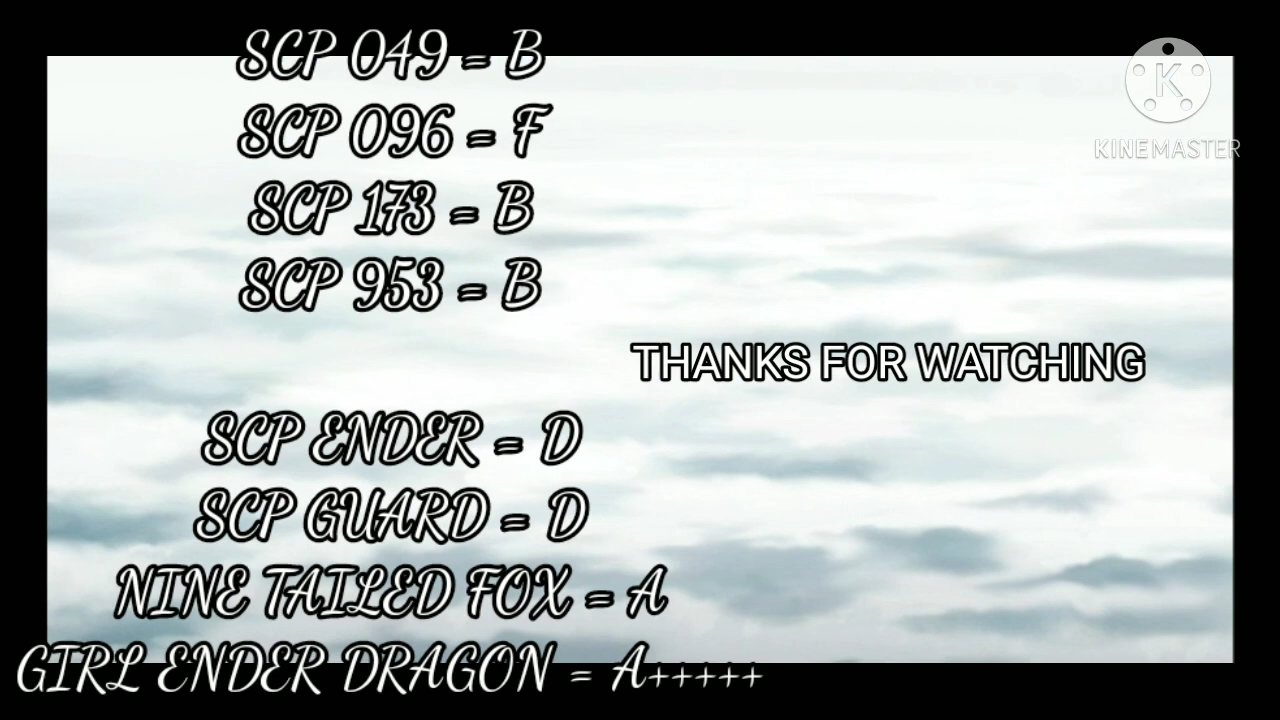 SCP 049 = B
SCP 096 = F
SCP 173 = B
SCP 953 = B
SCP ENDER = D
SCP GUARD = D
NINE TAILED FOX = A
GIRL ENDER DRAGON = A+++++
THANKS FOR WATCHING
K
KINEMASTER